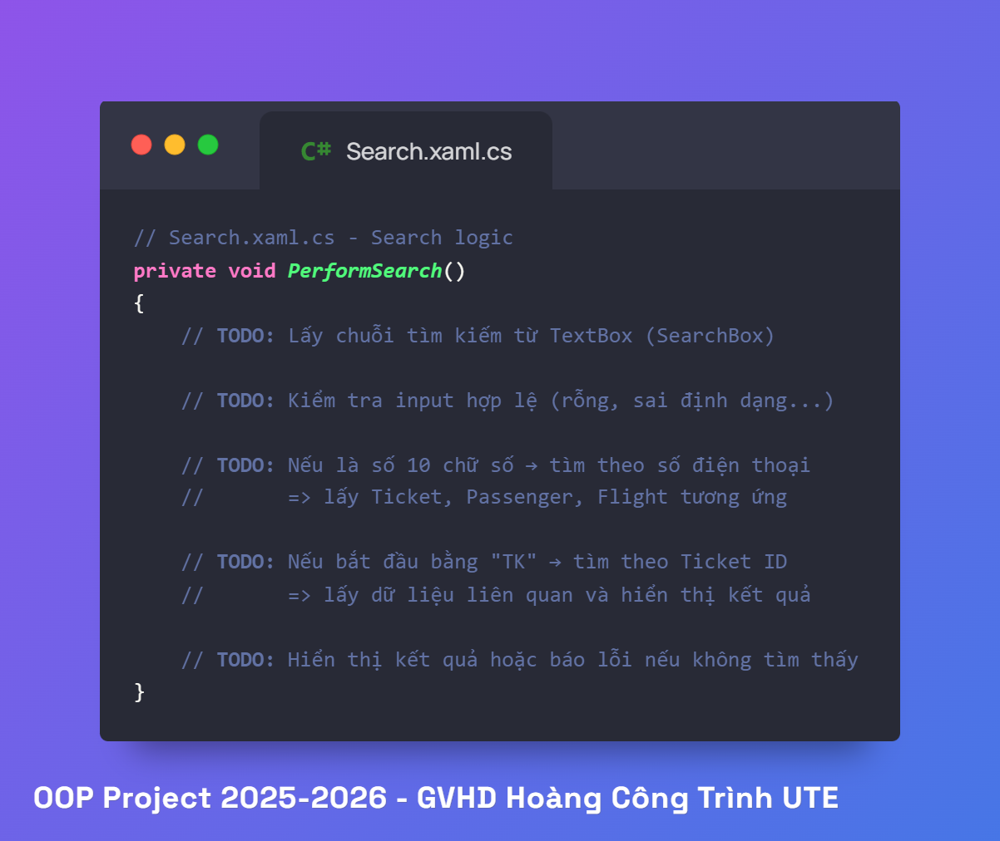 C# Search.xaml.cs
// Search.xaml.cs - Search logic
private void PerformSearch()
{
    // TODO: Lấy chuỗi tìm kiếm từ TextBox (SearchBox)
    // TODO: Kiểm tra input hợp lệ (rỗng, sai định dạng...)
    // TODO: Nếu là số 10 chữ số → tìm theo số điện thoại
    //       => lấy Ticket, Passenger, Flight tương ứng
    // TODO: Nếu bắt đầu bằng "TK" → tìm theo Ticket ID
    //       => lấy dữ liệu liên quan và hiển thị kết quả
    // TODO: Hiển thị kết quả hoặc báo lỗi nếu không tìm thấy
}
OOP Project 2025-2026 - GVHD Hoàng Công Trình UTE